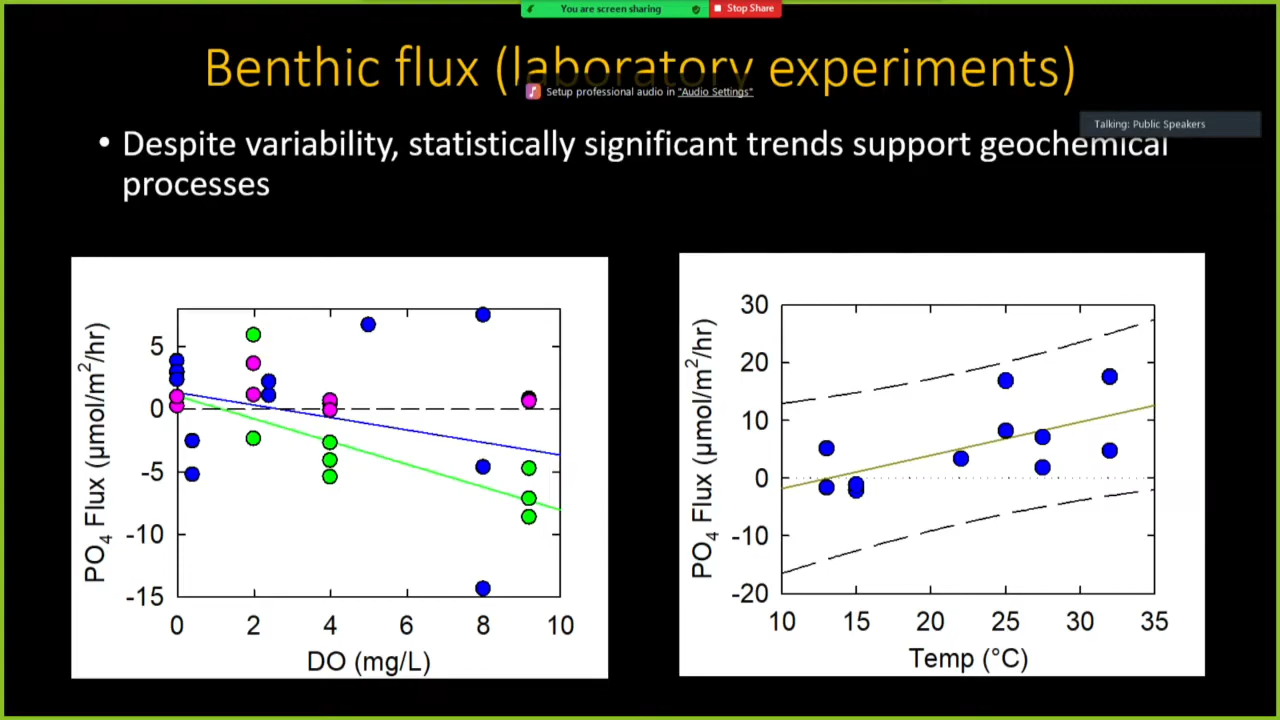 You are screen sharing
Stop Share
Benthic flux (laboratory experiments)
Setup professional audio in "Audio Settings"
Talking: Public Speakers
• Despite variability, statistically significant trends support geochemical
processes
PO4 Flux (µmol/m²/hr)
5
0
-5
-10
-15
0 2 4 6 8 10
DO (mg/L)
PO4 Flux (µmol/m²/hr)
30
20
10
0
-10
-20
10 15 20 25 30 35
Temp (°C)